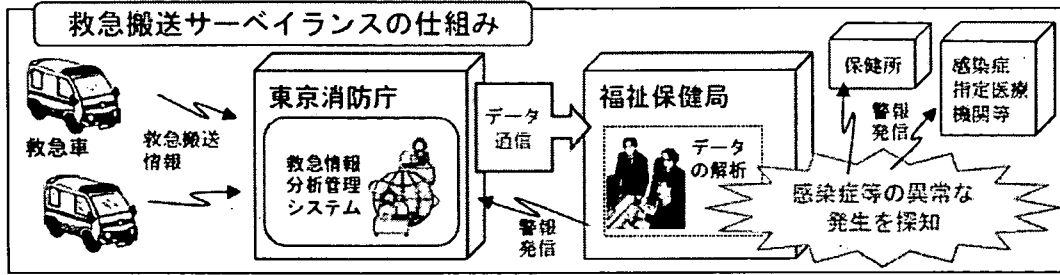 救急搬送サーベイランスの仕組み
救急車
救急搬送
情報
東京消防庁
救急情報
分析管理
システム
データ
通信
福祉保健局
データ
の解析
警報
発信
保健所
感染症
指定医療
機関等
警報
発信
感染症等の異常な
発生を探知